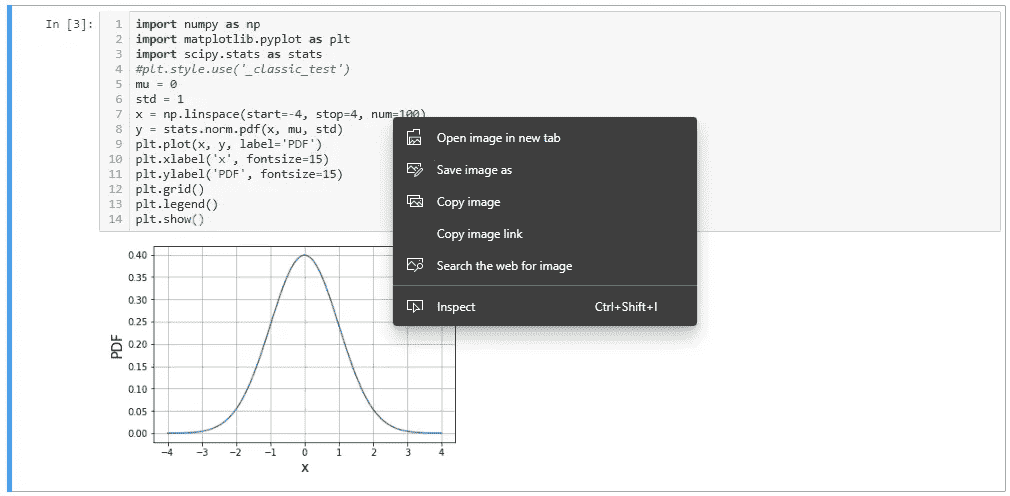 In [3]:
1 import numpy as np
2 import matplotlib.pyplot as plt
3 import scipy.stats as stats
4 #plt.style.use('_classic_test')
5 mu = 0
6 std = 1
7 x = np.linspace(start=-4, stop=4, num=100)
8 y = stats.norm.pdf(x, mu, std)
9 plt.plot(x, y, label='PDF')
10 plt.xlabel('x', fontsize=15)
11 plt.ylabel('PDF', fontsize=15)
12 plt.grid()
13 plt.legend()
14 plt.show()
Open image in new tab
Save image as
Copy image
Copy image link
Search the web for image
Inspect Ctrl+Shift+I
0.40
0.35
0.30
0.25
0.20
0.15
0.10
0.05
0.00
PDF
−4 −3 −2 −1 0 1 2 3 4
x